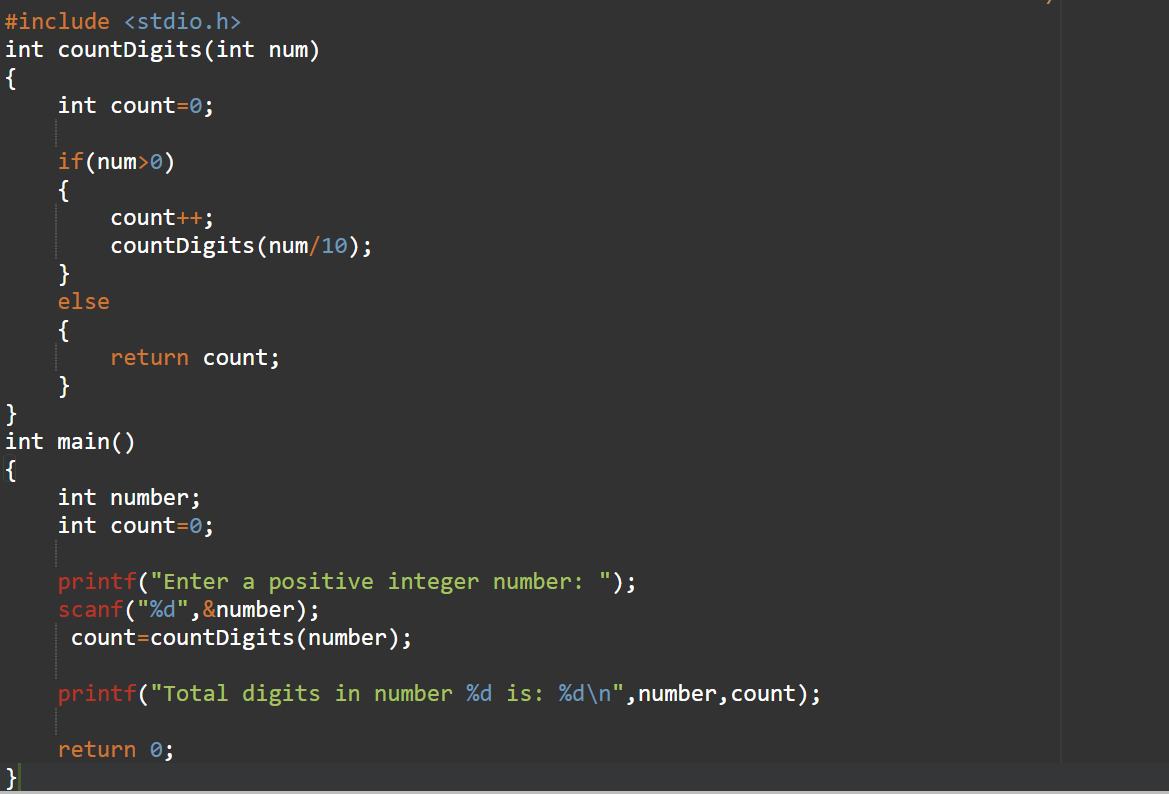 #include <stdio.h>
int countDigits(int num)
{
    int count=0;

    if(num>0)
    {
        count++;
        countDigits(num/10);
    }
    else
    {
        return count;
    }
}
int main()
{
    int number;
    int count=0;

    printf("Enter a positive integer number: ");
    scanf("%d",&number);
     count=countDigits(number);

    printf("Total digits in number %d is: %d\n",number,count);

    return 0;
}